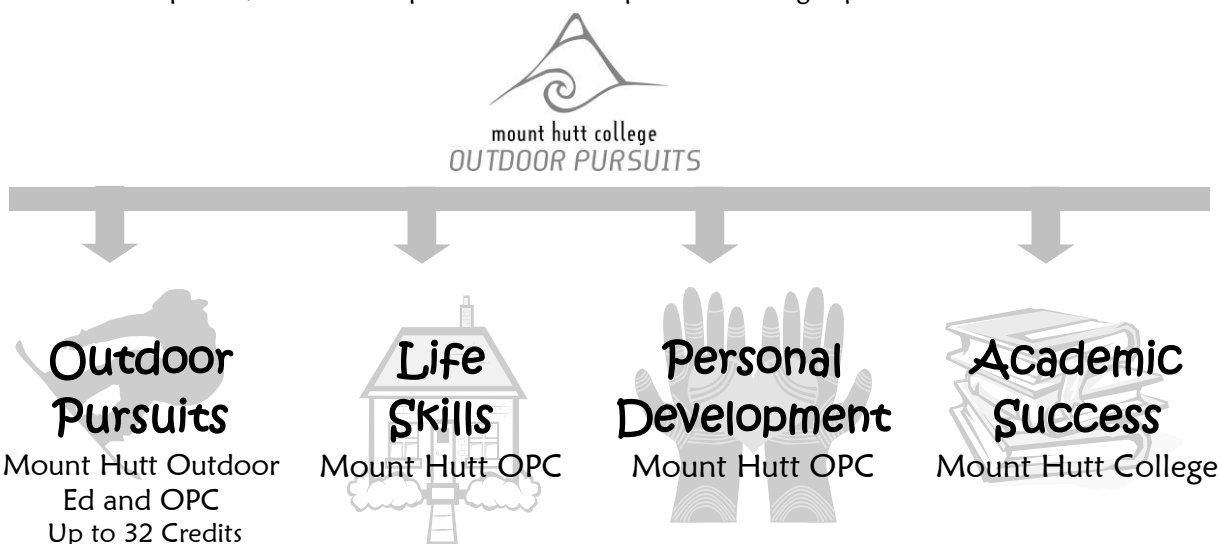 mount hutt college
OUTDOOR PURSUITS
Outdoor
Pursuits
Mount Hutt Outdoor
Ed and OPC
Up to 32 Credits
Life
Skills
Mount Hutt OPC
Personal
Development
Mount Hutt OPC
Academic
Success
Mount Hutt College